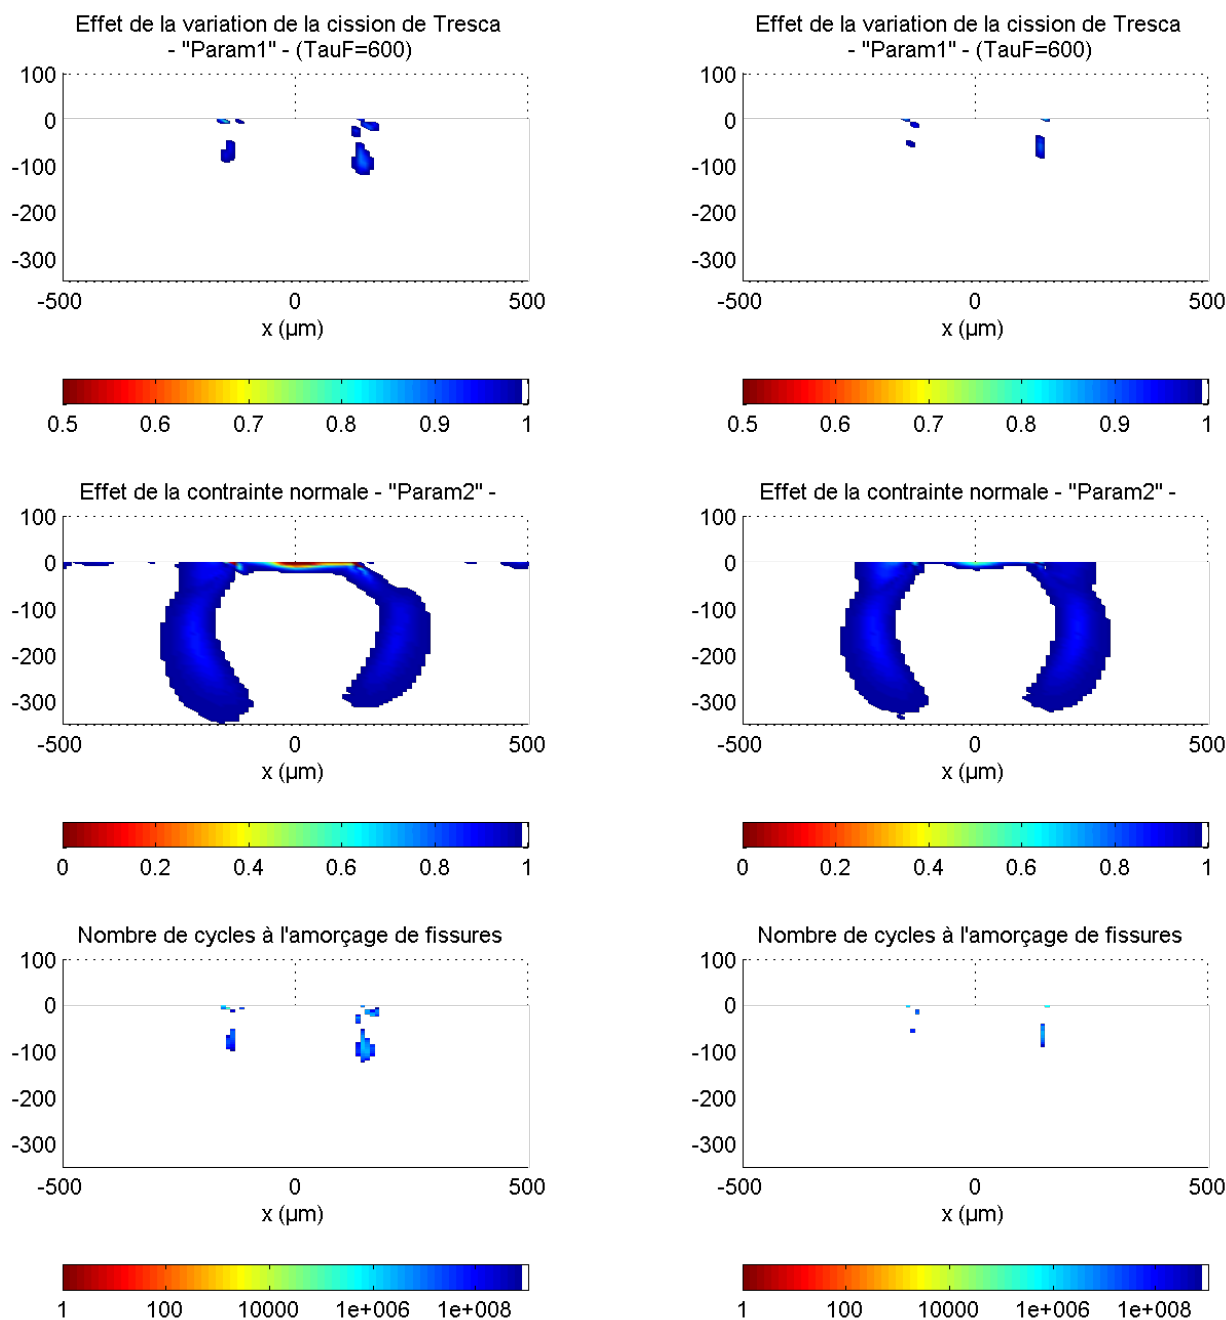 Effet de la variation de la cission de Tresca
- "Param1" - (TauF=600)
100
0
-100
-200
-300
-500 0 500
x (µm)
0.5 0.6 0.7 0.8 0.9 1
Effet de la variation de la cission de Tresca
- "Param1" - (TauF=600)
100
0
-100
-200
-300
-500 0 500
x (µm)
0.5 0.6 0.7 0.8 0.9 1
Effet de la contrainte normale - "Param2" -
100
0
-100
-200
-300
-500 0 500
x (µm)
0 0.2 0.4 0.6 0.8 1
Effet de la contrainte normale - "Param2" -
100
0
-100
-200
-300
-500 0 500
x (µm)
0 0.2 0.4 0.6 0.8 1
Nombre de cycles à l'amorçage de fissures
100
0
-100
-200
-300
-500 0 500
x (µm)
1 100 10000 1e+006 1e+008
Nombre de cycles à l'amorçage de fissures
100
0
-100
-200
-300
-500 0 500
x (µm)
1 100 10000 1e+006 1e+008